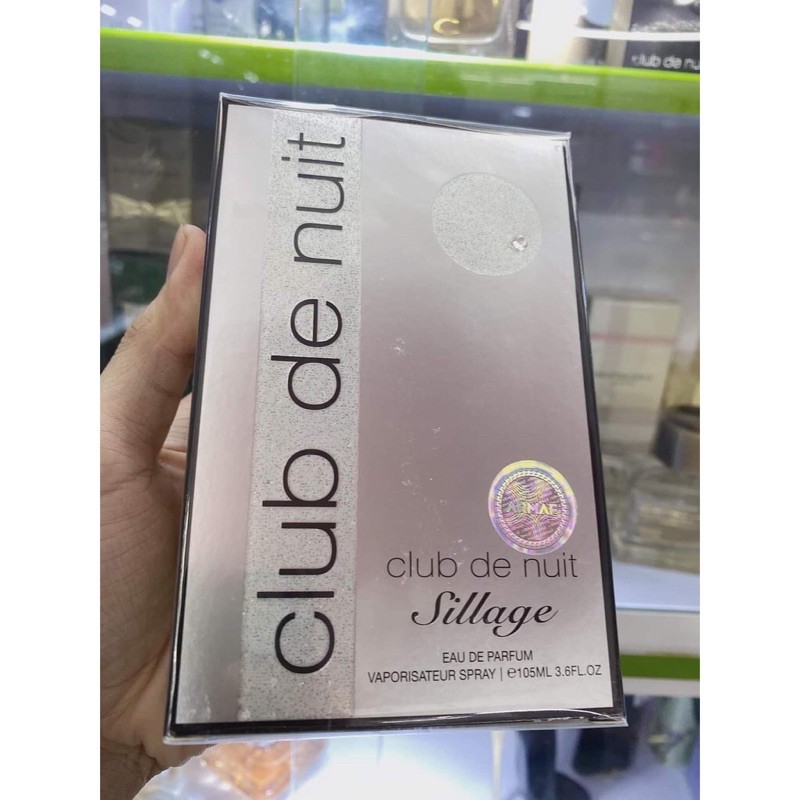 club de nuit
club de nuit
ARMAF
club de nuit
Sillage
EAU DE PARFUM
VAPORISATEUR SPRAY | ℮105ML 3.6FL.OZ